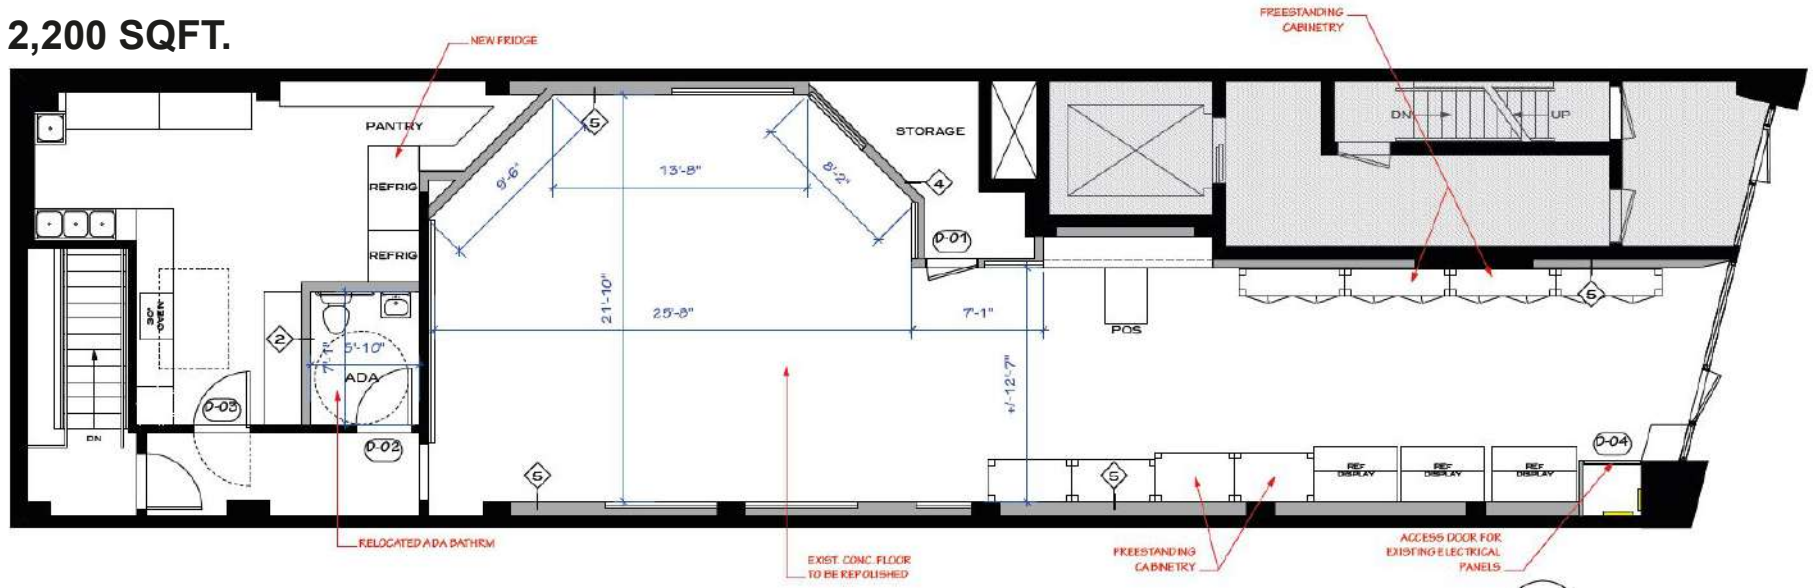 2,200 SQFT.
FREESTANDING
CABINETRY
NEW FRIDGE
PANTRY
5
STORAGE
DN
UP
9'-6"
13'-8"
8'-2"
REFRIG
4
D-01
REFRIG
5
30"
OVEN
2
7'-1"
5'-10"
ADA
21'-10"
25'-8"
7'-1"
POS
+/-12'-7"
D-03
D-02
DN
D-04
5
5
REF
DISPLAY
REF
DISPLAY
REF
DISPLAY
RELOCATED ADA BATHRM
EXIST. CONC. FLOOR
TO BE REPOLISHED
FREESTANDING
CABINETRY
ACCESS DOOR FOR
EXISTING ELECTRICAL
PANELS